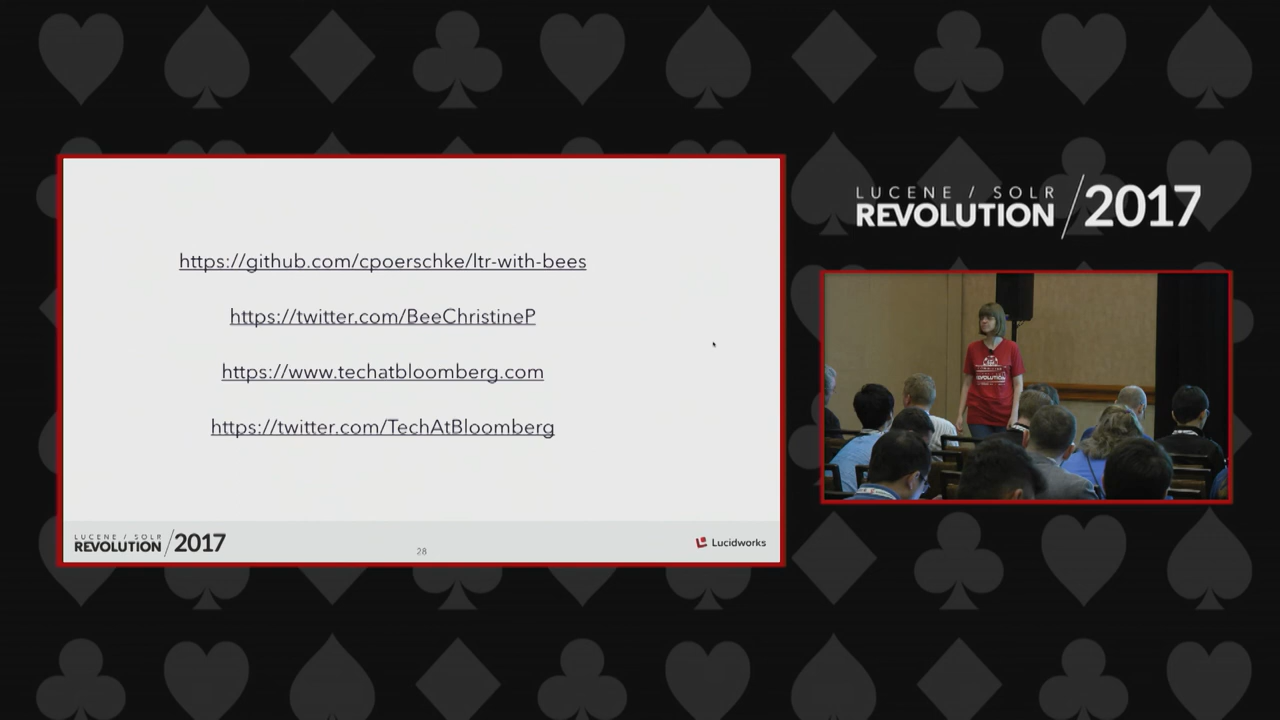 https://github.com/cpoerschke/ltr-with-bees
https://twitter.com/BeeChristineP
https://www.techatbloomberg.com
https://twitter.com/TechAtBloomberg
LUCENE / SOLR
REVOLUTION / 2017
28
Lucidworks
LUCENE / SOLR
REVOLUTION / 2017
REVOLUTION